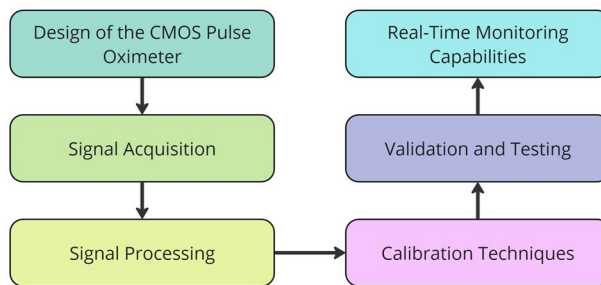 Design of the CMOS Pulse
Oximeter
Signal Acquisition
Signal Processing
Calibration Techniques
Validation and Testing
Real-Time Monitoring
Capabilities